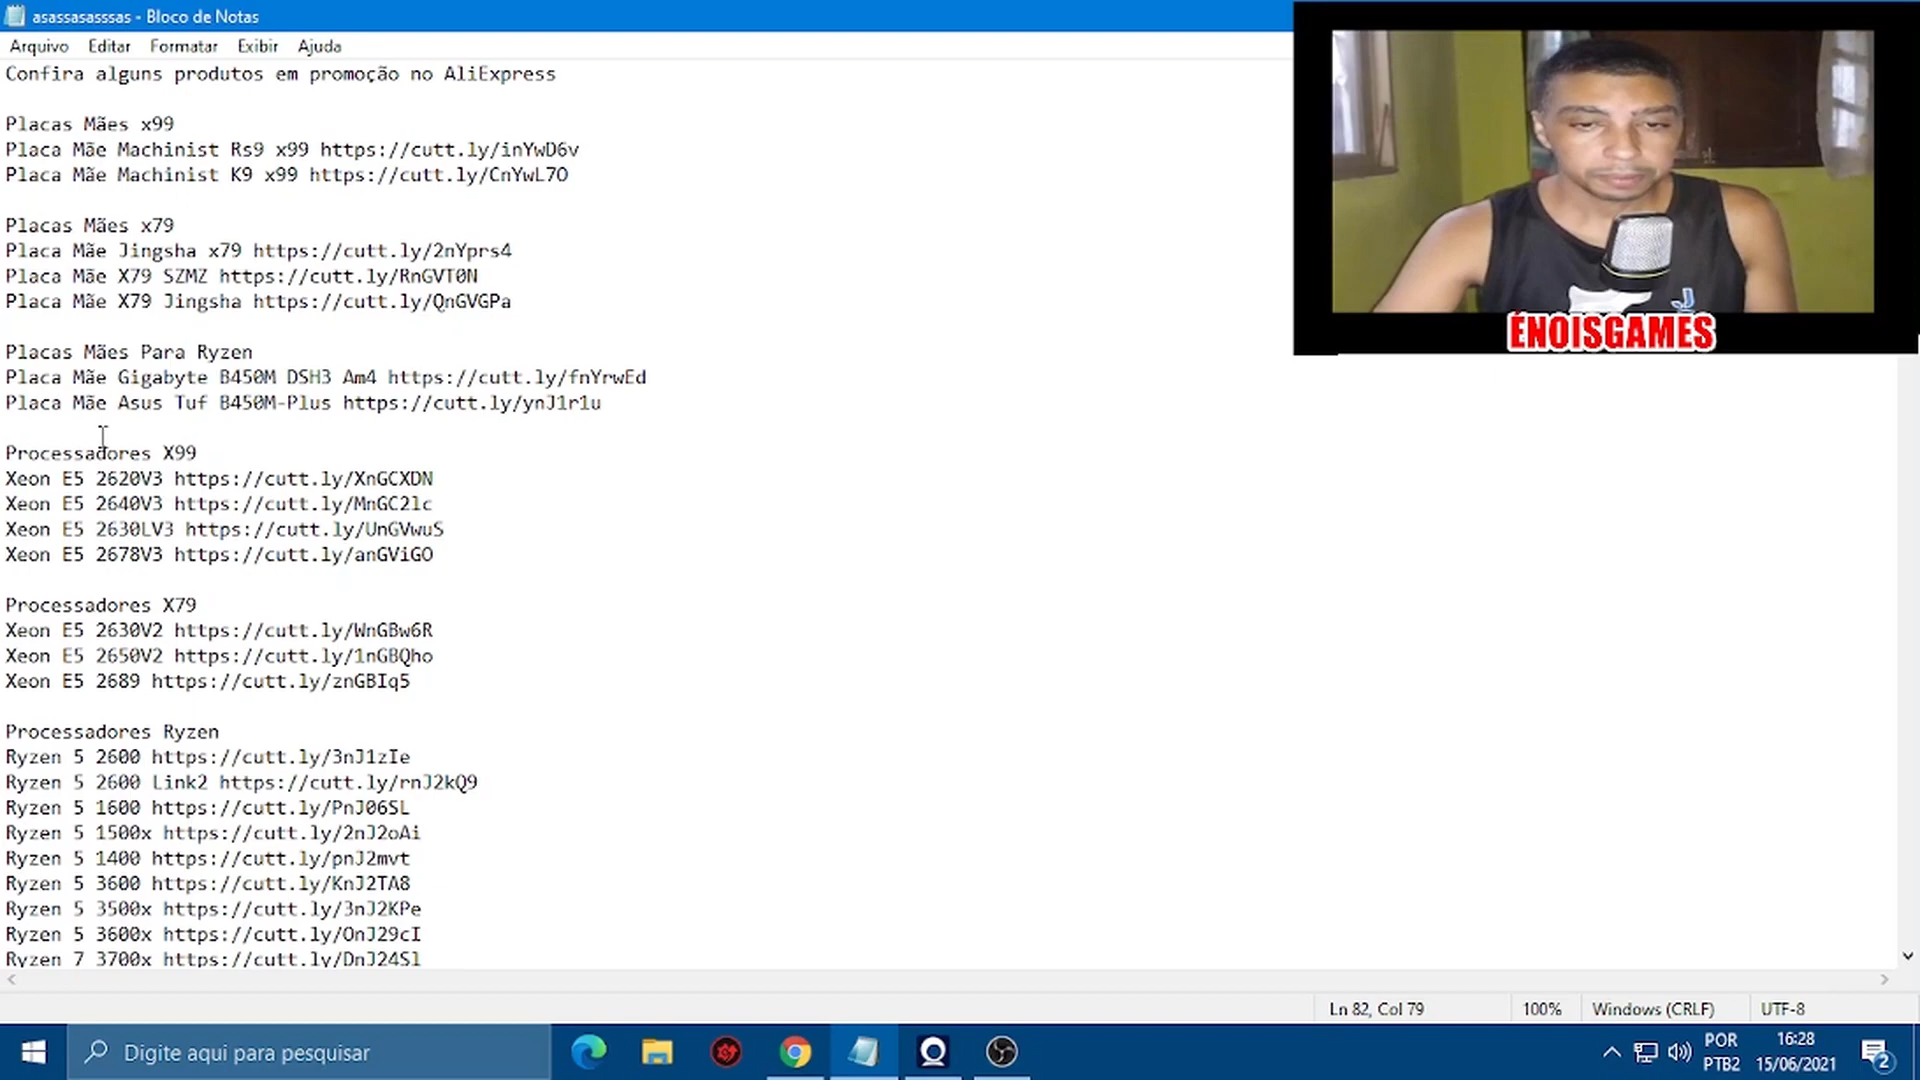 asassasasssas - Bloco de Notas
Arquivo Editar Formatar Exibir Ajuda
Confira alguns produtos em promoção no AliExpress
Placas Mães x99
Placa Mãe Machinist Rs9 x99 https://cutt.ly/inYwD6v
Placa Mãe Machinist K9 x99 https://cutt.ly/CnYwL7O
Placas Mães x79
Placa Mãe Jingsha x79 https://cutt.ly/2nYprs4
Placa Mãe X79 SZMZ https://cutt.ly/RnGVT0N
Placa Mãe X79 Jingsha https://cutt.ly/QnGVGPa
Placas Mães Para Ryzen
Placa Mãe Gigabyte B450M DSH3 Am4 https://cutt.ly/fnYrwEd
Placa Mãe Asus Tuf B450M-Plus https://cutt.ly/ynJ1r1u
Processadores X99
Xeon E5 2620V3 https://cutt.ly/XnGCXDN
Xeon E5 2640V3 https://cutt.ly/MnGC2lc
Xeon E5 2630LV3 https://cutt.ly/UnGVwuS
Xeon E5 2678V3 https://cutt.ly/anGViGO
Processadores X79
Xeon E5 2630V2 https://cutt.ly/WnGBw6R
Xeon E5 2650V2 https://cutt.ly/1nGBQho
Xeon E5 2689 https://cutt.ly/znGBIq5
Processadores Ryzen
Ryzen 5 2600 https://cutt.ly/3nJ1zIe
Ryzen 5 2600 Link2 https://cutt.ly/rnJ2kQ9
Ryzen 5 1600 https://cutt.ly/PnJ06SL
Ryzen 5 1500x https://cutt.ly/2nJ2oAi
Ryzen 5 1400 https://cutt.ly/pnJ2mvt
Ryzen 5 3600 https://cutt.ly/KnJ2TA8
Ryzen 5 3500x https://cutt.ly/3nJ2KPe
Ryzen 5 3600x https://cutt.ly/OnJ29cI
Ryzen 7 3700x https://cutt.ly/DnJ24Sl
ÉNOISGAMES
Ln 82, Col 79 100% Windows (CRLF) UTF-8
Digite aqui para pesquisar
POR
PTB2
16:28
15/06/2021
2